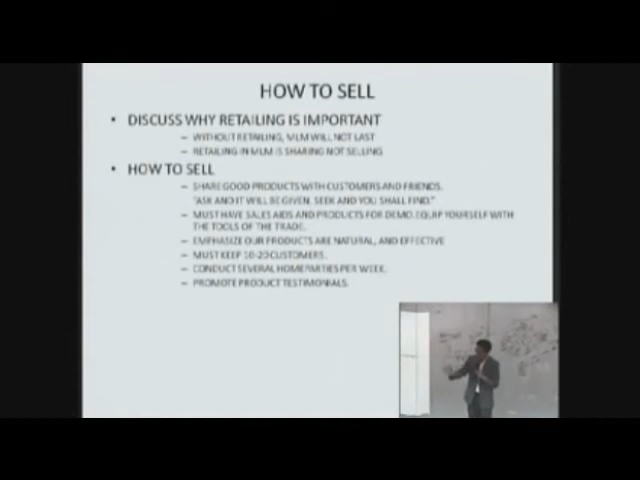 HOW TO SELL
• DISCUSS WHY RETAILING IS IMPORTANT
– WITHOUT RETAILING, MLM WILL NOT LAST
– RETAILING IN MLM IS SHARING NOT SELLING
• HOW TO SELL
– SHARE GOOD PRODUCTS WITH CUSTOMERS AND FRIENDS.
"ASK AND IT WILL BE GIVEN. SEEK AND YOU SHALL FIND."
– MUST HAVE SALES AIDS AND PRODUCTS FOR DEMO. EQUIP YOURSELF WITH
THE TOOLS OF THE TRADE.
– EMPHASIZE OUR PRODUCTS ARE NATURAL, AND EFFECTIVE
– MUST KEEP 10-20 CUSTOMERS.
– CONDUCT SEVERAL HOME PARTIES PER WEEK.
– PROMOTE PRODUCT TESTIMONIALS.